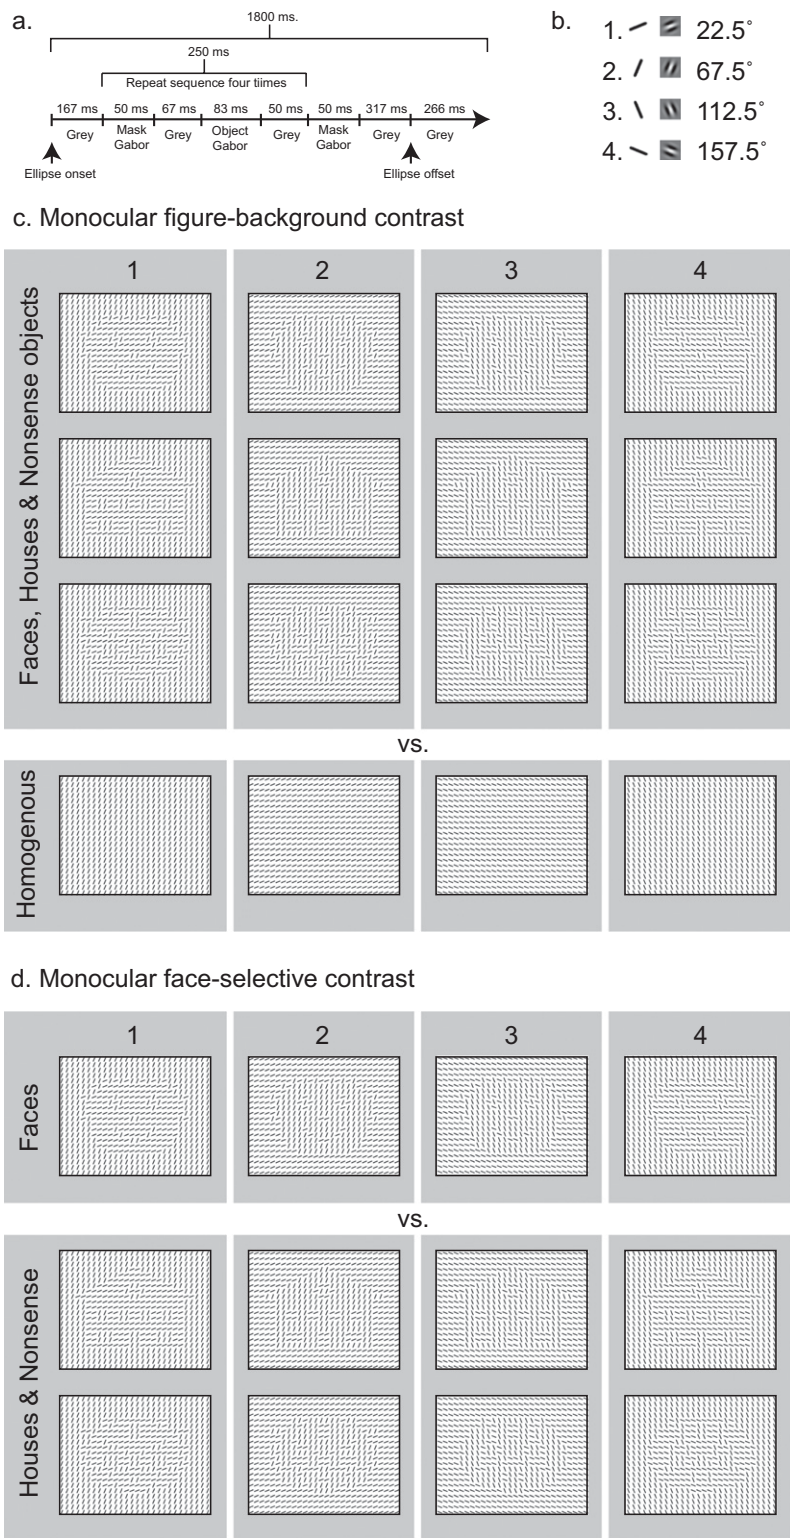 a.
1800 ms.
250 ms
Repeat sequence four tiimes
167 ms 50 ms 67 ms 83 ms 50 ms 50 ms 317 ms 266 ms
Grey Mask Gabor Grey Object Gabor Grey Mask Gabor Grey Grey
Ellipse onset Ellipse offset
b.
1. 22.5°
2. 67.5°
3. 112.5°
4. 157.5°
c. Monocular figure-background contrast
1 2 3 4
Faces, Houses & Nonsense objects
vs.
Homogenous
d. Monocular face-selective contrast
1 2 3 4
Faces
vs.
Houses & Nonsense